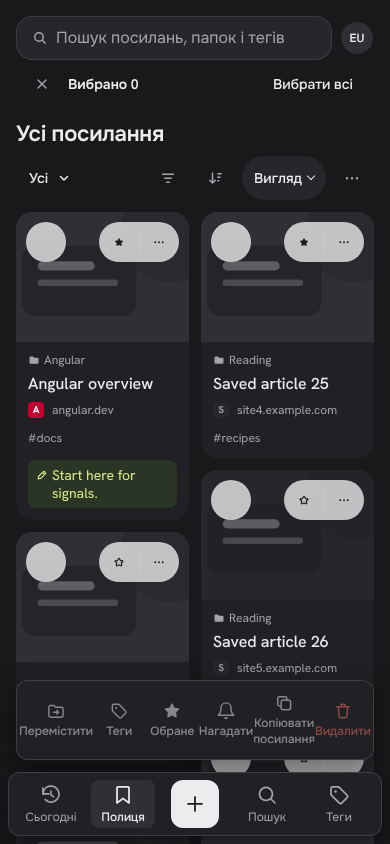 Пошук посилань, папок і тегів
EU
Вибрано 0
Вибрати всі
Усі посилання
Усі
Вигляд
Angular
Angular overview
A
angular.dev
#docs
Start here for
signals.
Reading
Saved article 25
S
site4.example.com
#recipes
Reading
Saved article 26
S
site5.example.com
Перемістити
Теги
Обране
Нагадати
Копіювати
посилання
Видалити
Сьогодні
Полиця
Пошук
Теги